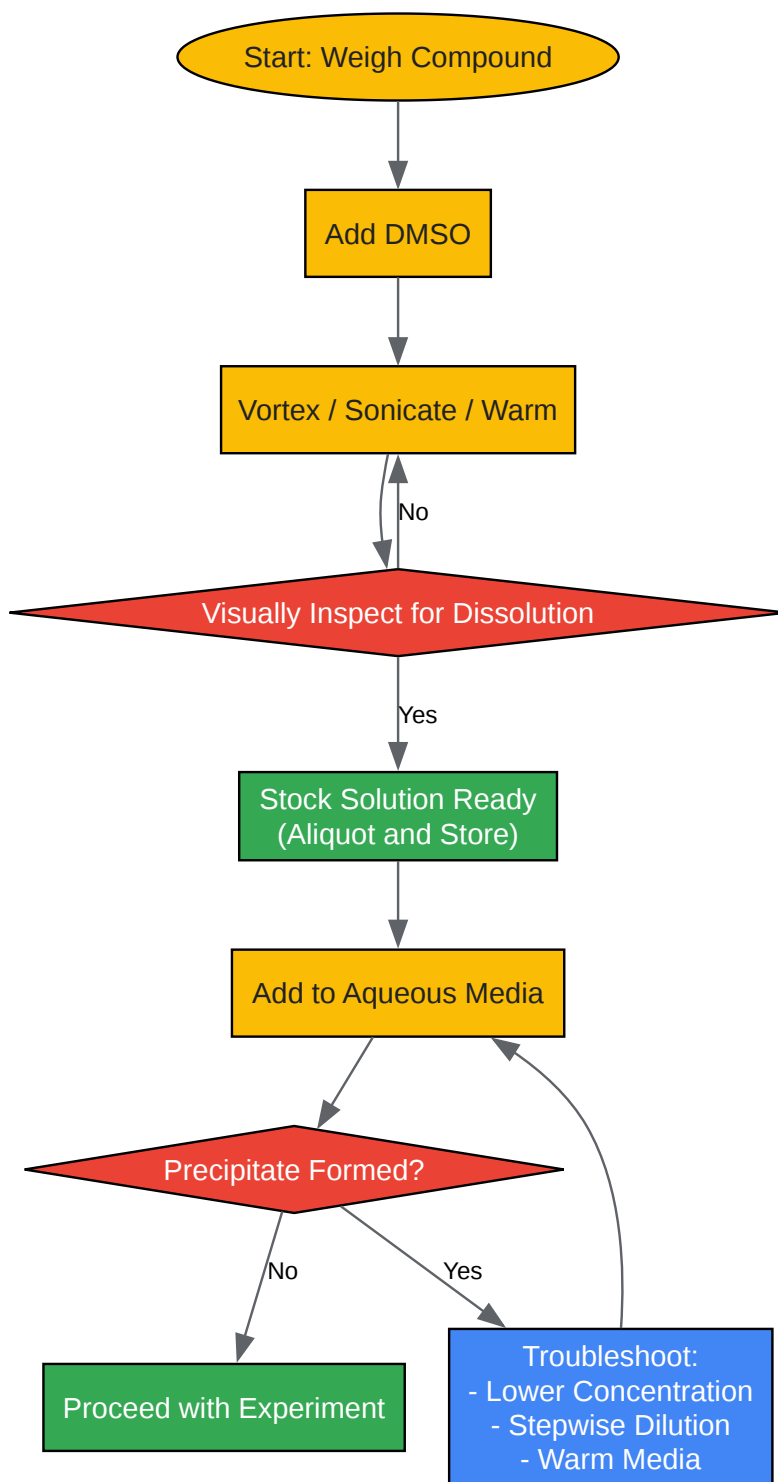 Start: Weigh Compound
Add DMSO
Vortex / Sonicate / Warm
No
Visually Inspect for Dissolution
Yes
Stock Solution Ready
(Aliquot and Store)
Add to Aqueous Media
Precipitate Formed?
No
Yes
Proceed with Experiment
Troubleshoot:
- Lower Concentration
- Stepwise Dilution
- Warm Media